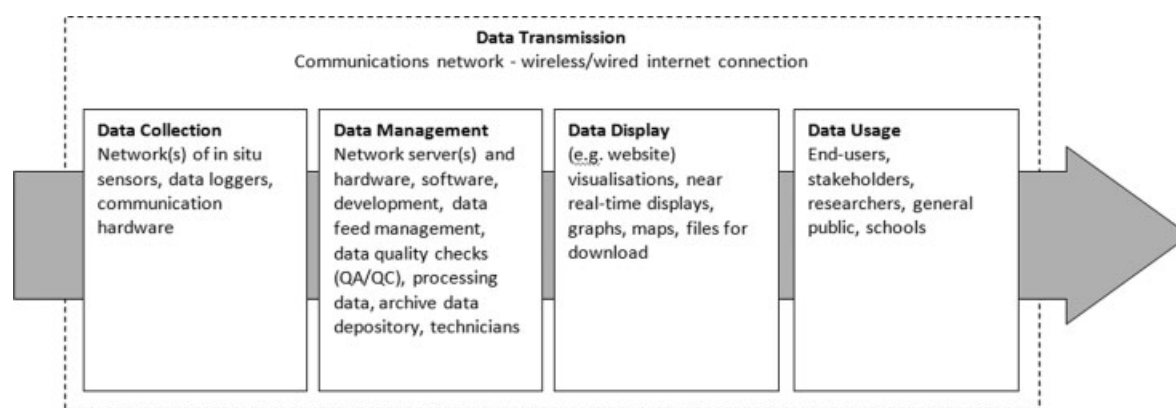 Data Transmission
Communications network - wireless/wired internet connection
Data Collection
Network(s) of in situ
sensors, data loggers,
communication
hardware
Data Management
Network server(s) and
hardware, software,
development, data
feed management,
data quality checks
(QA/QC), processing
data, archive data
depository, technicians
Data Display
(e.g. website)
visualisations, near
real-time displays,
graphs, maps, files for
download
Data Usage
End-users,
stakeholders,
researchers, general
public, schools